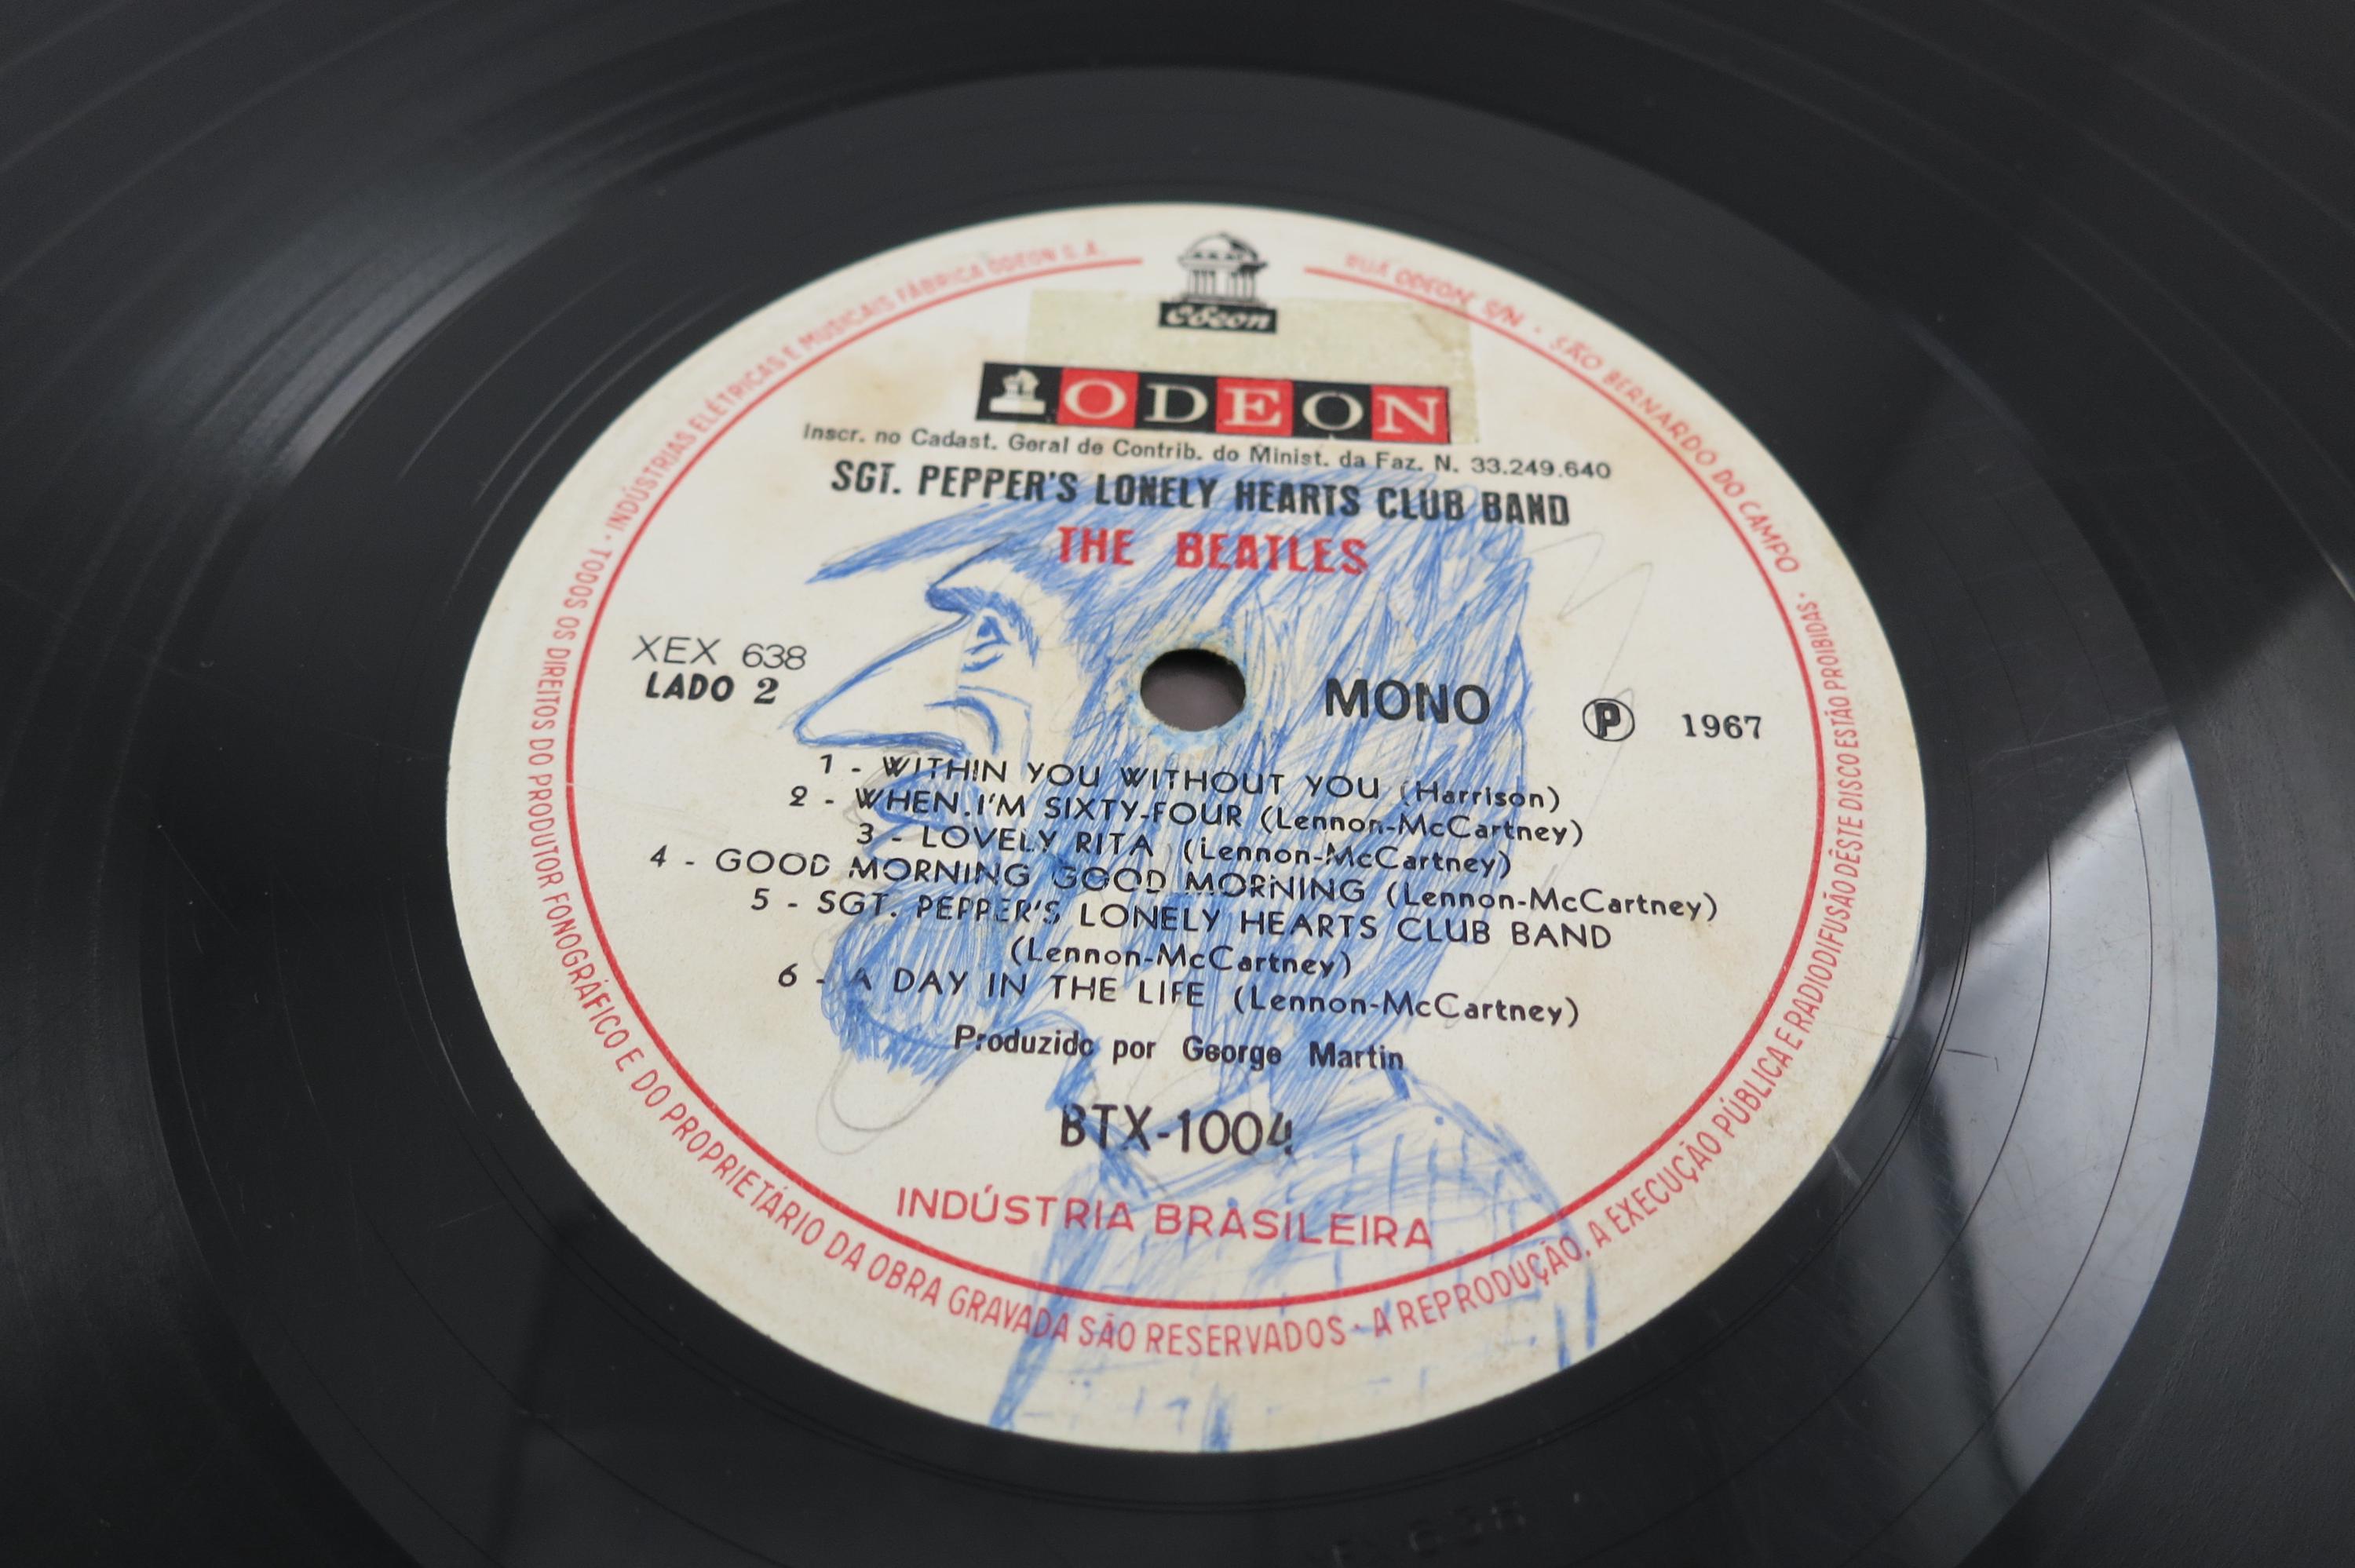 Odeon
ODEON
Inscr. no Cadast. Geral de Contrib. do Minist. da Faz. N. 33.249.640
SGT. PEPPER'S LONELY HEARTS CLUB BAND
THE BEATLES
XEX 638
LADO 2
MONO
Ⓟ 1967
1 - WITHIN YOU WITHOUT YOU (Harrison)
2 - WHEN I'M SIXTY-FOUR (Lennon-McCartney)
3 - LOVELY RITA (Lennon-McCartney)
4 - GOOD MORNING GOOD MORNING (Lennon-McCartney)
5 - SGT. PEPPER'S LONELY HEARTS CLUB BAND
(Lennon-McCartney)
6 - A DAY IN THE LIFE (Lennon-McCartney)
Produzido por George Martin
BTX-1004
INDÚSTRIA BRASILEIRA
INDÚSTRIAS ELÉTRICAS E MUSICAIS FÁBRICA ODEON S.A.
RUA ODEON S/N · SÃO BERNARDO DO CAMPO ·
TODOS OS DIREITOS DO PRODUTOR FONOGRÁFICO E DO PROPRIETÁRIO DA OBRA GRAVADA SÃO RESERVADOS - A REPRODUÇÃO, A EXECUÇÃO PÚBLICA E RADIODIFUSÃO DÊSTE DISCO ESTÃO PROIBIDAS ·